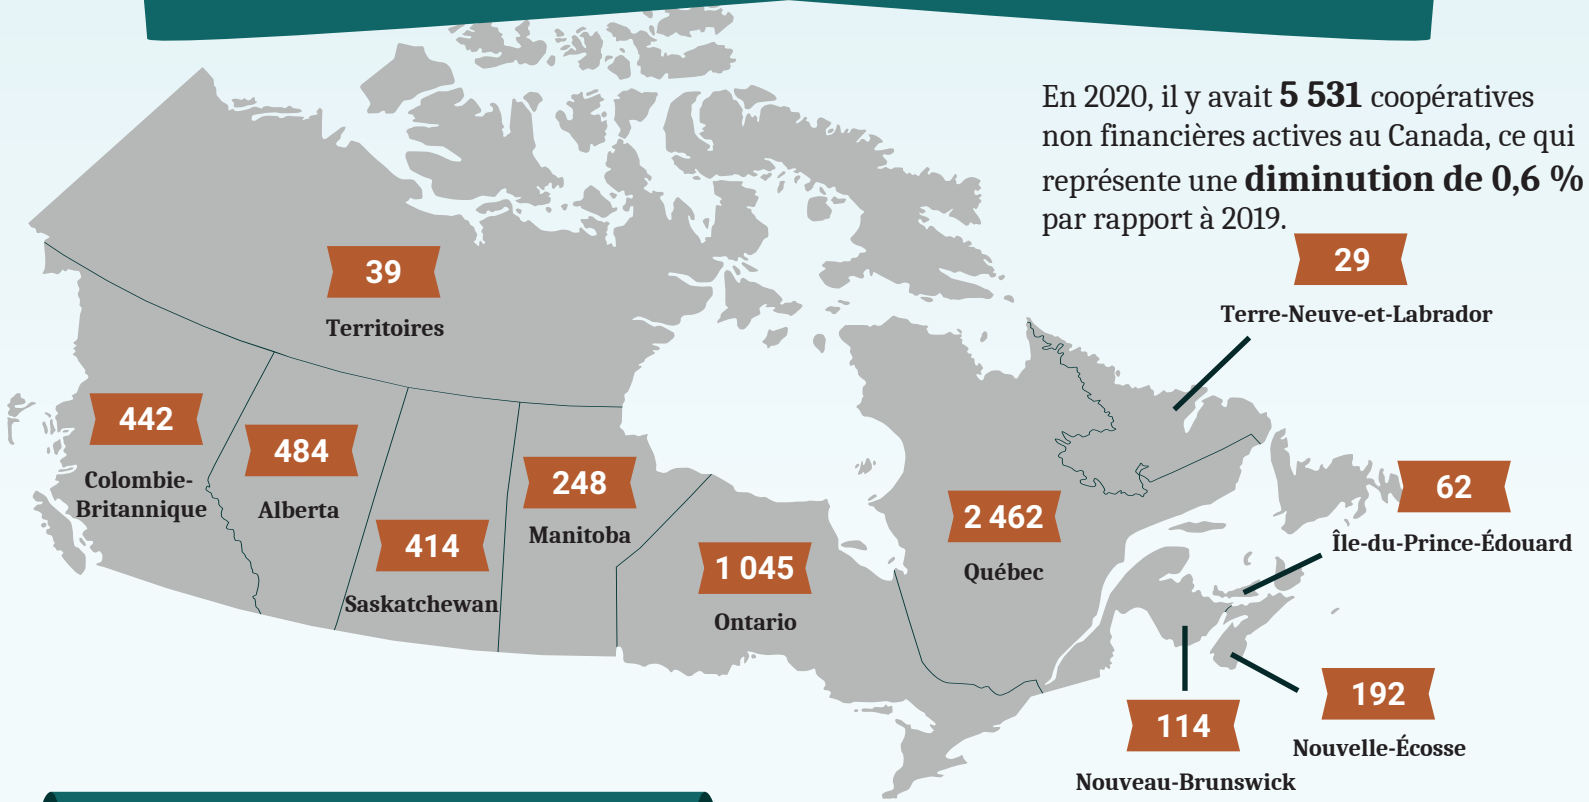 En 2020, il y avait 5 531 coopératives
non financières actives au Canada, ce qui
représente une diminution de 0,6 %
par rapport à 2019.
29
Terre-Neuve-et-Labrador
39
Territoires
442
Colombie-
Britannique
484
Alberta
414
Saskatchewan
248
Manitoba
1 045
Ontario
2 462
Québec
62
Île-du-Prince-Édouard
192
Nouvelle-Écosse
114
Nouveau-Brunswick